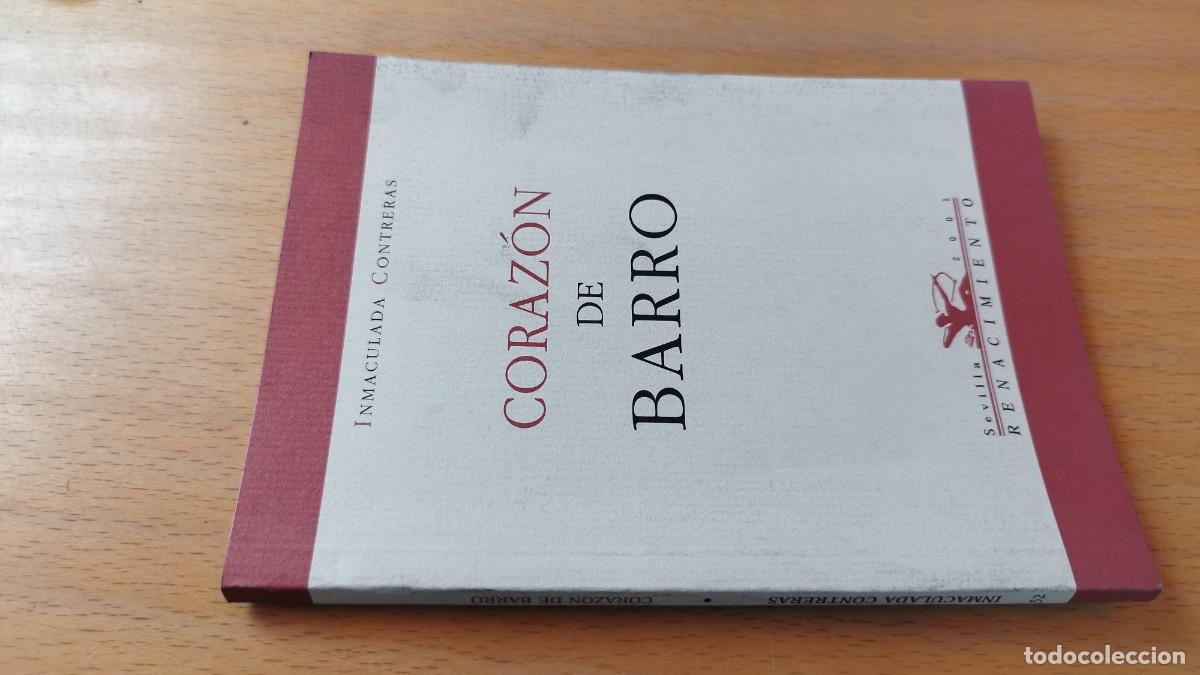 INMACULADA CONTRERAS
CORAZÓN
DE
BARRO
Sevilla 2001
RENACIMIENTO
52
INMACULADA CONTRERAS • CORAZÓN DE BARRO
todocoleccion